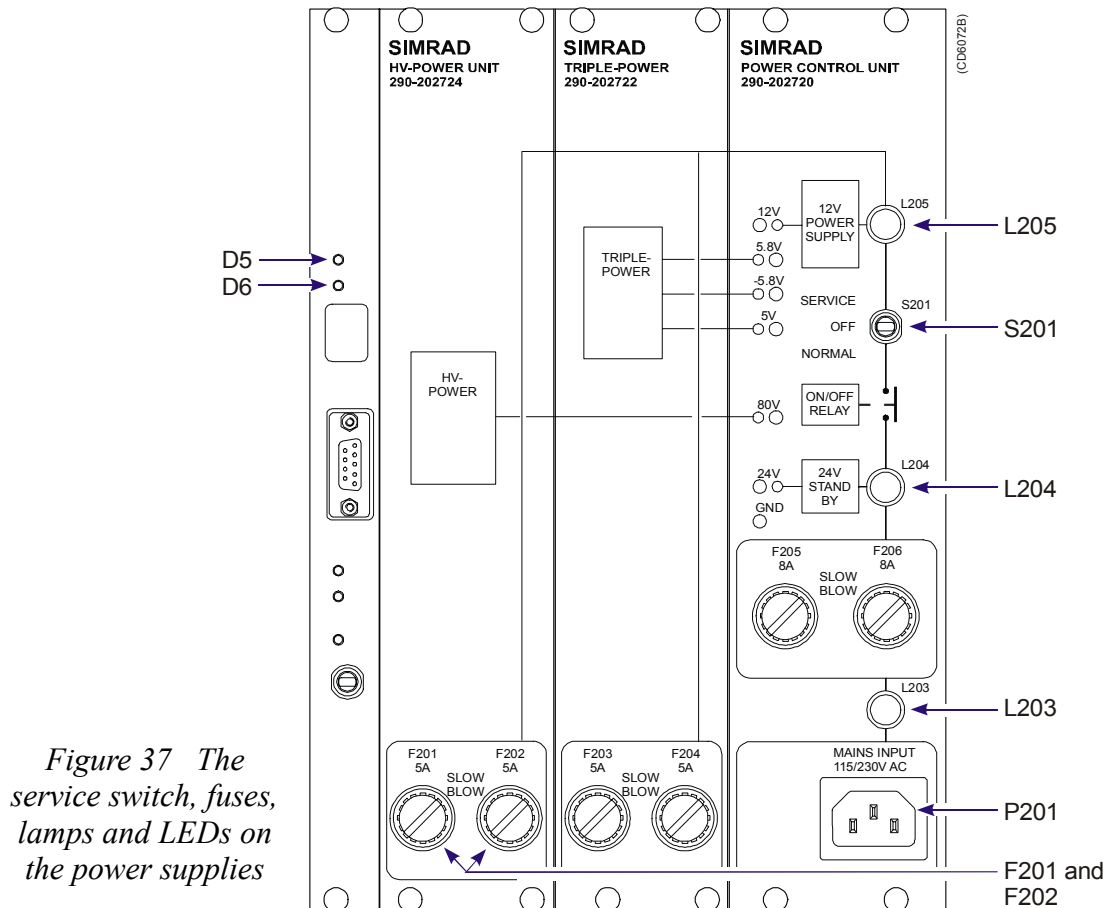 SIMRAD
HV-POWER UNIT
290-202724
SIMRAD
TRIPLE-POWER
290-202722
SIMRAD
POWER CONTROL UNIT
290-202720
(CD6072B)
D5
D6
HV-
POWER
TRIPLE-
POWER
12V
5.8V
-5.8V
5V
80V
24V
GND
12V
POWER
SUPPLY
L205
SERVICE
OFF
NORMAL
S201
ON/OFF
RELAY
24V
STAND
BY
L204
F205
8A
SLOW
BLOW
F206
8A
L203
F201
5A
SLOW
BLOW
F202
5A
F203
5A
SLOW
BLOW
F204
5A
MAINS INPUT
115/230V AC
L205
S201
L204
L203
P201
F201 and
F202
Figure 37 The
service switch, fuses,
lamps and LEDs on
the power supplies